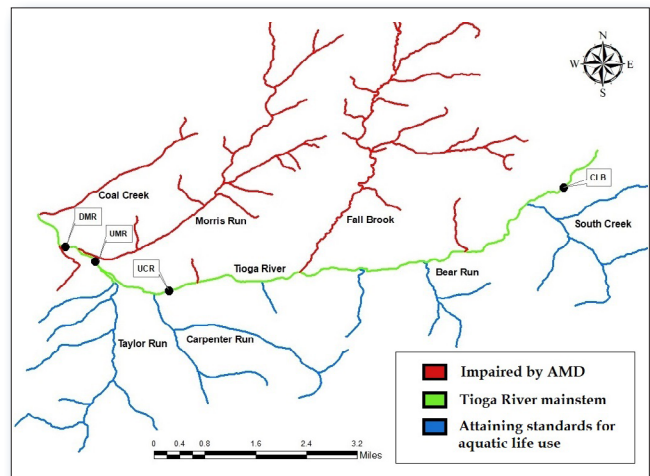 N
W E
S
CLB
Coal Creek
DMR
South Creek
Morris Run
Fall Brook
UMR
UCR
Tioga River
Bear Run
Carpenter Run
Taylor Run
Impaired by AMD
Tioga River mainstem
Attaining standards for
aquatic life use
0 0.4 0.8 1.6 2.4 3.2
Miles